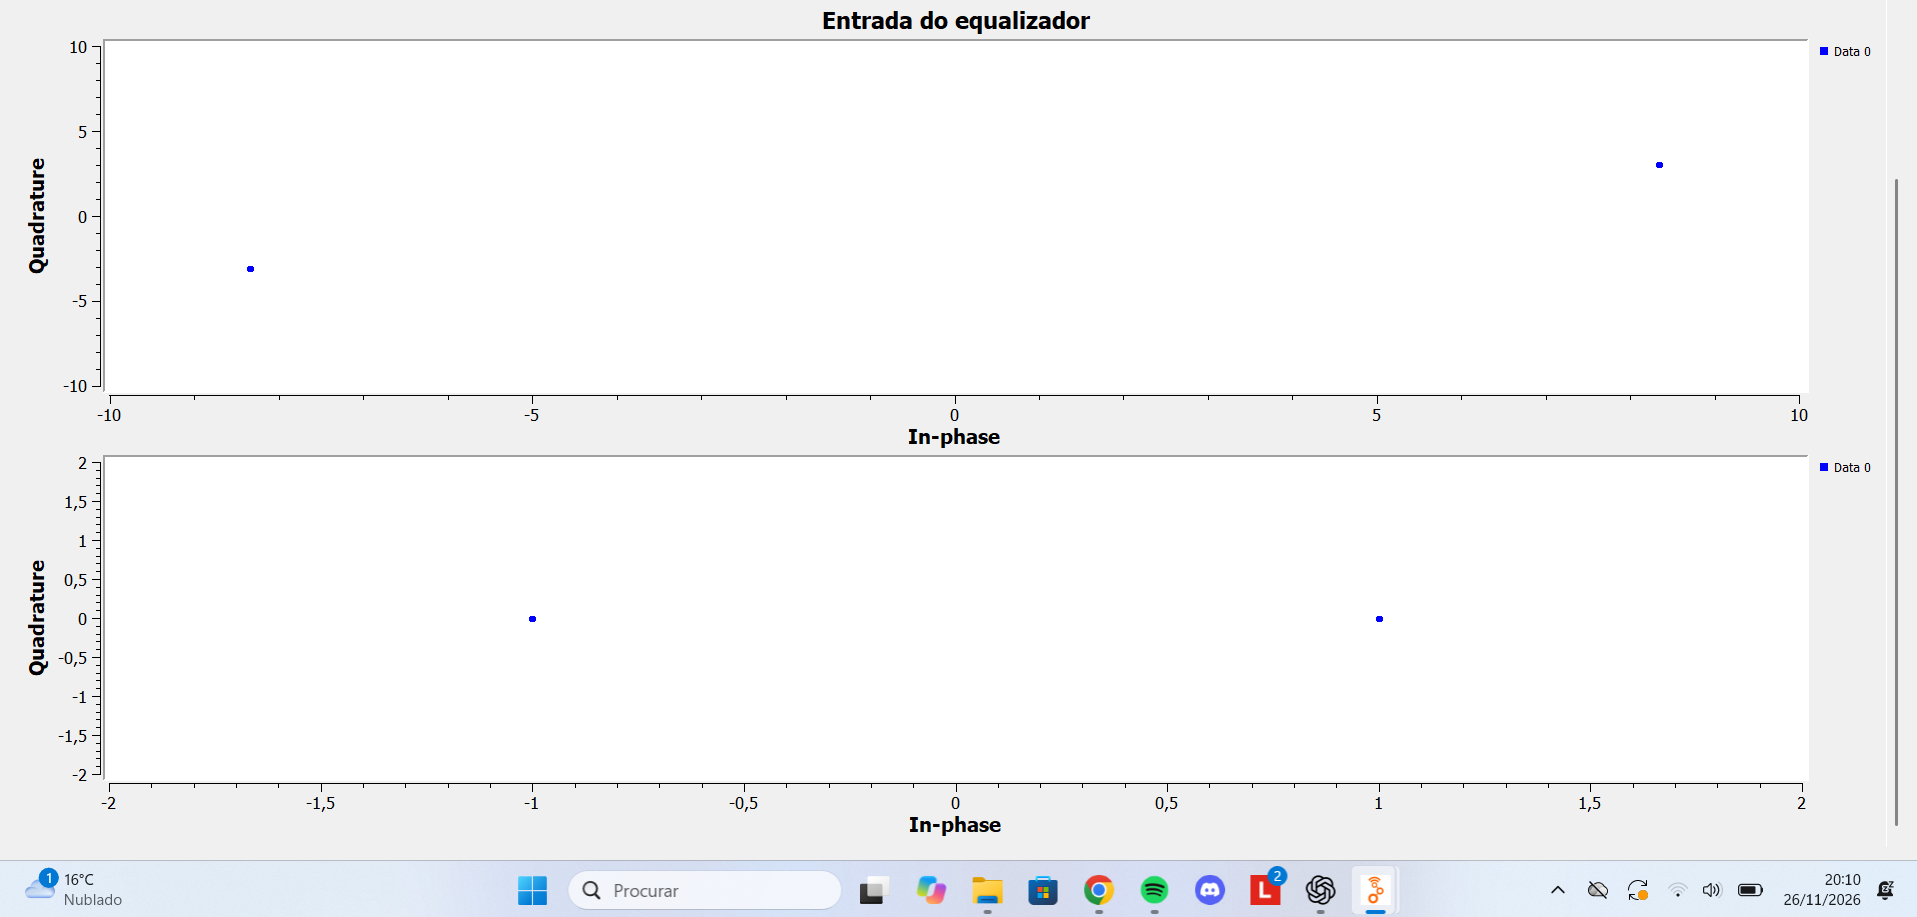 Entrada do equalizador
10
5
0
-5
-10
Quadrature
Data 0
-10 -5 0 5 10
In-phase
2
1,5
1
0,5
0
-0,5
-1
-1,5
-2
Quadrature
Data 0
-2 -1,5 -1 -0,5 0 0,5 1 1,5 2
In-phase
1
16°C
Nublado
Procurar
L
2
20:10
26/11/2026